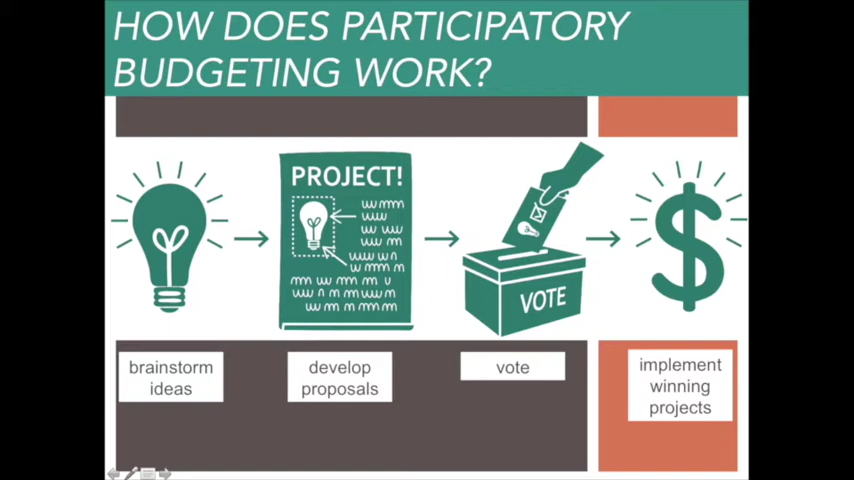 HOW DOES PARTICIPATORY
BUDGETING WORK?
PROJECT!
VOTE
brainstorm
ideas
develop
proposals
vote
implement
winning
projects